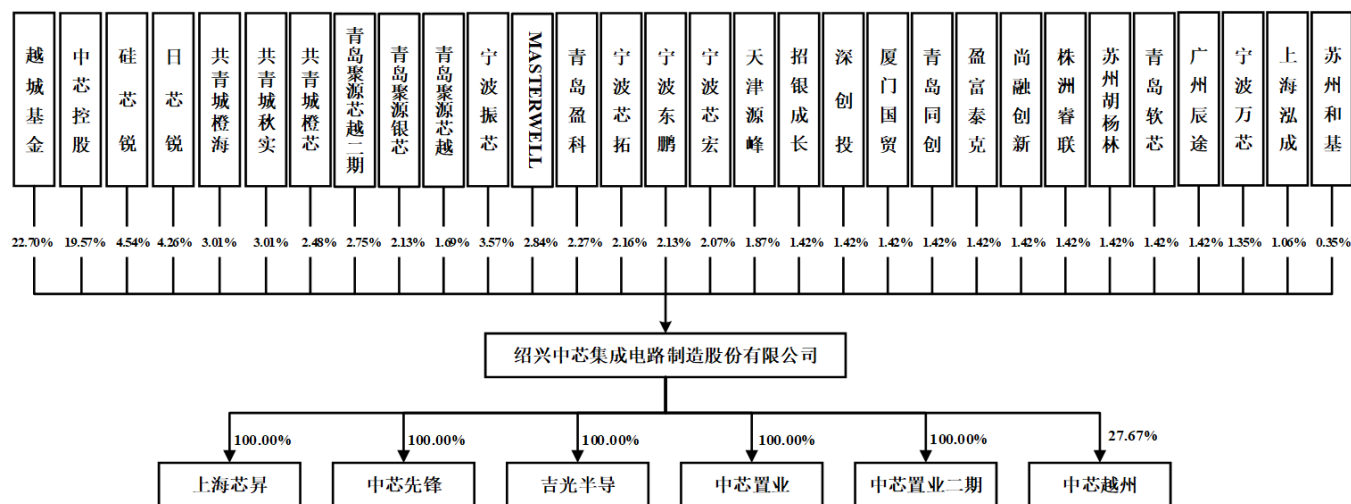 越城基金
中芯控股
硅芯锐
日芯锐
共青城橙海
共青城秋实
共青城橙芯
青岛聚源芯越二期
青岛聚源银芯
青岛聚源芯越
宁波振芯
MASTERWELL
青岛盈科
宁波芯拓
宁波东鹏
宁波芯宏
天津源峰
招银成长
深创投
厦门国贸
青岛同创
盈富泰克
尚融创新
株洲睿联
苏州胡杨林
青岛软芯
广州辰途
宁波万芯
上海泓成
苏州和基
22.70%
19.57%
4.54%
4.26%
3.01%
3.01%
2.48%
2.75%
2.13%
1.69%
3.57%
2.84%
2.27%
2.16%
2.13%
2.07%
1.87%
1.42%
1.42%
1.42%
1.42%
1.42%
1.42%
1.42%
1.42%
1.42%
1.42%
1.35%
1.06%
0.35%
绍兴中芯集成电路制造股份有限公司
100.00%
100.00%
100.00%
100.00%
100.00%
27.67%
上海芯昇
中芯先锋
吉光半导
中芯置业
中芯置业二期
中芯越州